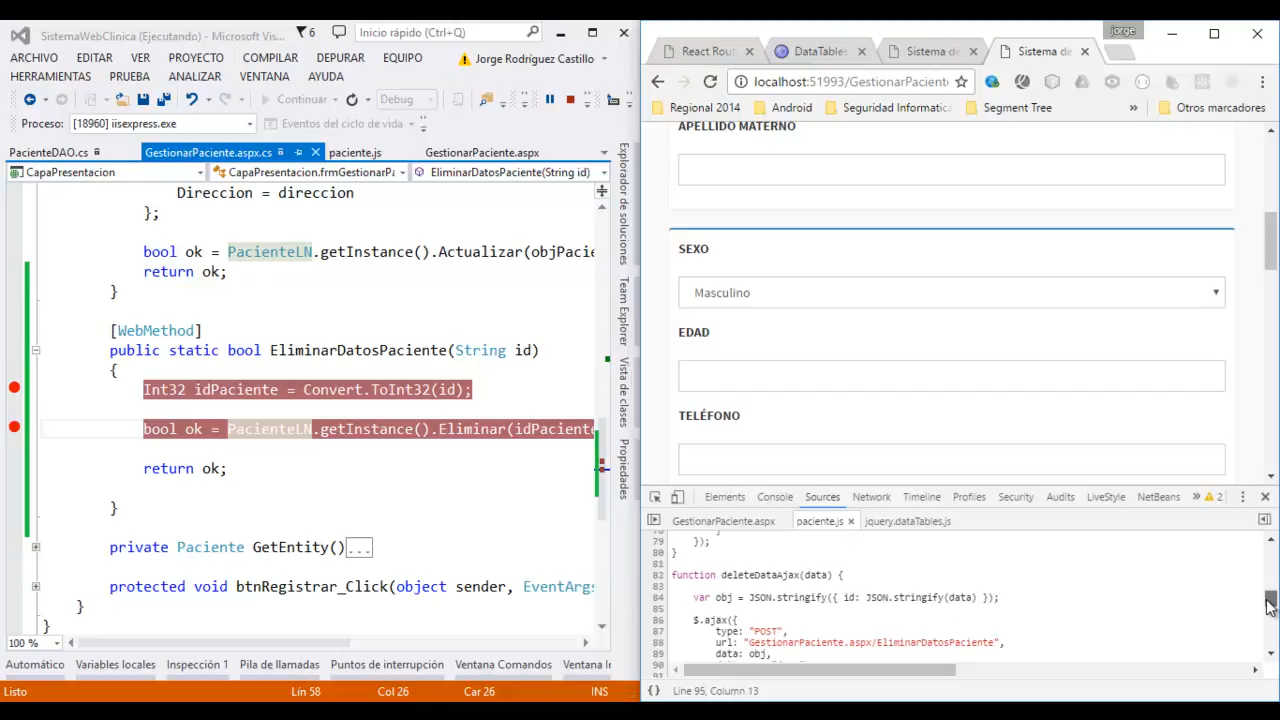 SistemaWebClinica (Ejecutando) - Microsoft Vis...
6
Inicio rápido (Ctrl+Q)
ARCHIVO EDITAR VER PROYECTO COMPILAR DEPURAR EQUIPO
Jorge Rodríguez Castillo
HERRAMIENTAS PRUEBA ANALIZAR VENTANA AYUDA
Continuar Debug
Proceso: [18960] iisexpress.exe Eventos del ciclo de vida
PacienteDAO.cs GestionarPaciente.aspx.cs paciente.js GestionarPaciente.aspx
CapaPresentacion CapaPresentacion.frmGestionarPa EliminarDatosPaciente(String id)
Direccion = direccion
};
bool ok = PacienteLN.getInstance().Actualizar(objPacie
return ok;
}
[WebMethod]
public static bool EliminarDatosPaciente(String id)
{
Int32 idPaciente = Convert.ToInt32(id);
bool ok = PacienteLN.getInstance().Eliminar(idPaciente
return ok;
}
private Paciente GetEntity()...
protected void btnRegistrar_Click(object sender, EventArgs
}
}
100 %
Automático Variables locales Inspección 1 Pila de llamadas Puntos de interrupción Ventana Comandos Ventana In
Listo Lín 58 Col 26 Car 26 INS
Explorador de soluciones
Team Explorer
Vista de clases
Propiedades
jorge
React Rout DataTables Sistema de Sistema de
localhost:51993/GestionarPaciente
Regional 2014 Android Seguridad Informatica Segment Tree » Otros marcadores
APELLIDO MATERNO
SEXO
Masculino
EDAD
TELÉFONO
Elements Console Sources Network Timeline Profiles Security Audits LiveStyle NetBeans » 2
GestionarPaciente.aspx paciente.js jquery.dataTables.js
78 }
79 });
80 }
81
82 function deleteDataAjax(data) {
83
84 var obj = JSON.stringify({ id: JSON.stringify(data) });
85
86 $.ajax({
87 type: "POST",
88 url: "GestionarPaciente.aspx/EliminarDatosPaciente",
89 data: obj,
90
91
{} Line 95, Column 13